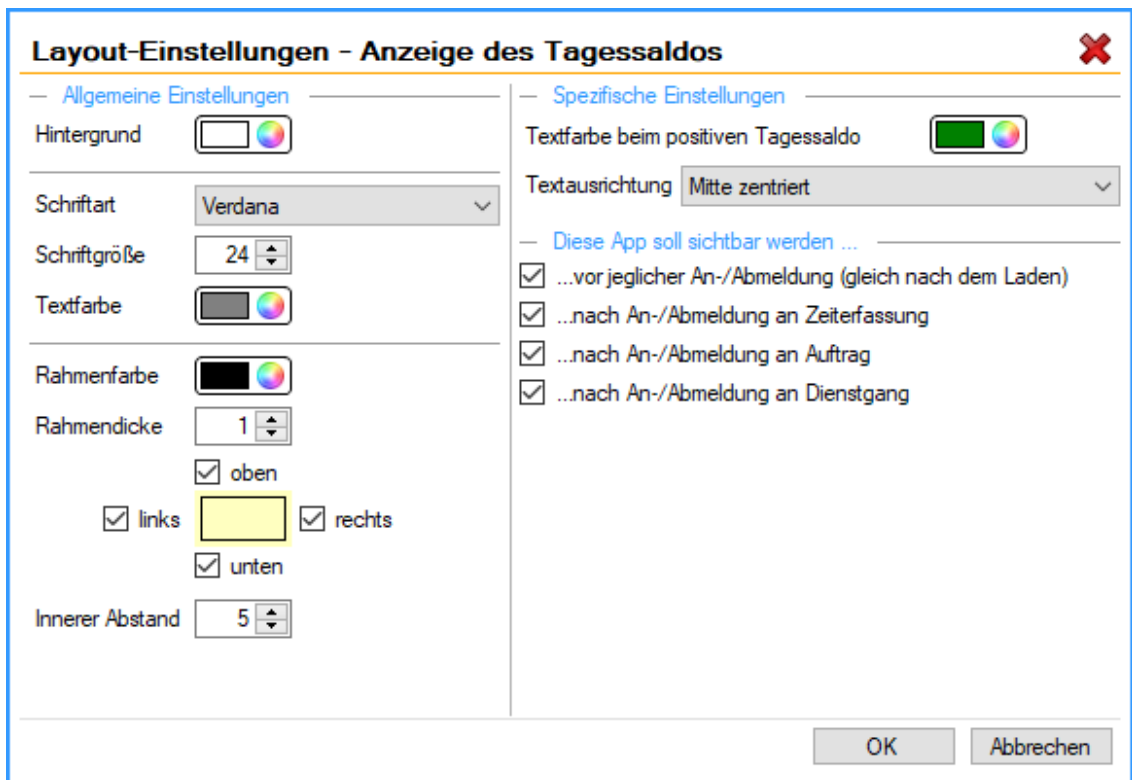 Layout-Einstellungen - Anzeige des Tagessaldos
Allgemeine Einstellungen
Hintergrund
Schriftart Verdana
Schriftgröße 24
Textfarbe
Rahmenfarbe
Rahmendicke 1
oben
links rechts
unten
Innerer Abstand 5
Spezifische Einstellungen
Textfarbe beim positiven Tagessaldo
Textausrichtung Mitte zentriert
Diese App soll sichtbar werden ...
...vor jeglicher An-/Abmeldung (gleich nach dem Laden)
...nach An-/Abmeldung an Zeiterfassung
...nach An-/Abmeldung an Auftrag
...nach An-/Abmeldung an Dienstgang
OK Abbrechen